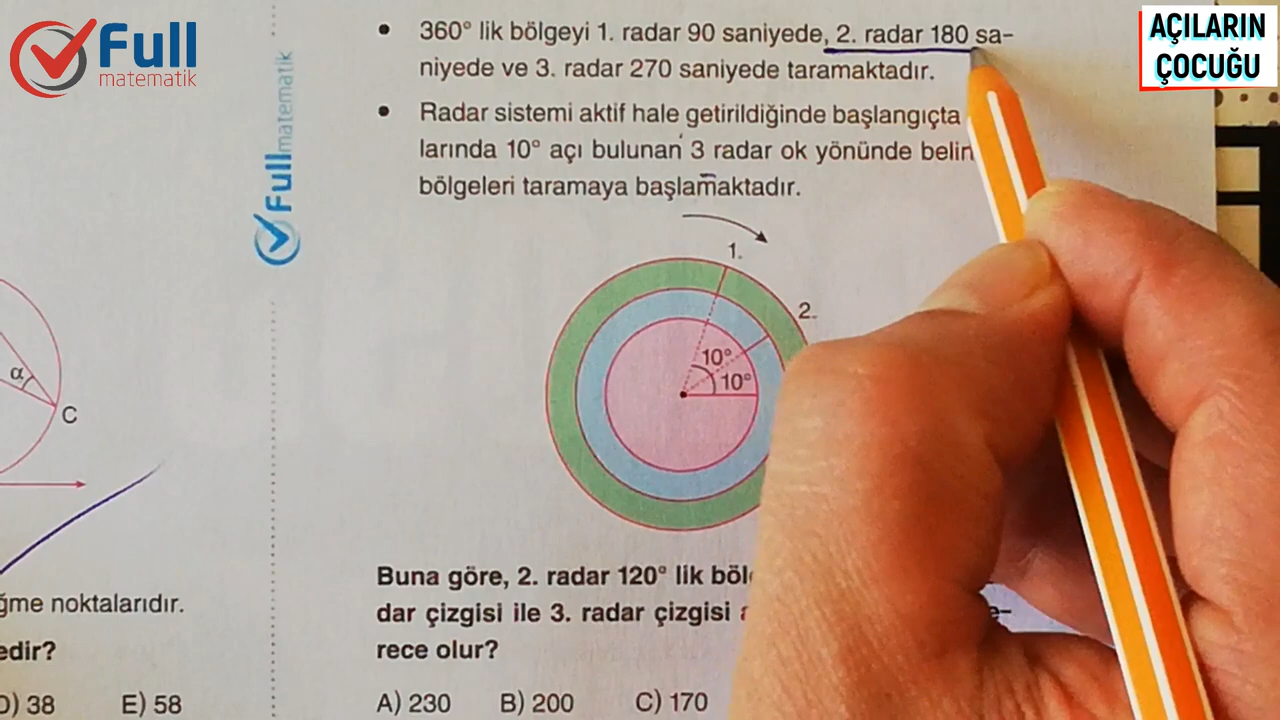 Full
matematik
AÇILARIN
ÇOCUĞU
Fullmatematik
360° lik bölgeyi 1. radar 90 saniyede, 2. radar 180 sa-
niyede ve 3. radar 270 saniyede taramaktadır.
Radar sistemi aktif hale getirildiğinde başlangıçta
larında 10° açı bulunan 3 radar ok yönünde
bölgeleri taramaya başlamaktadır.
1.
2.
10°
10°
α
C
Buna göre, 2. radar 120° lik
dar çizgisi ile 3. radar çizgisi
rece olur?
A) 230 B) 200 C) 170
ğme noktalarıdır.
edir?
D) 38 E) 58